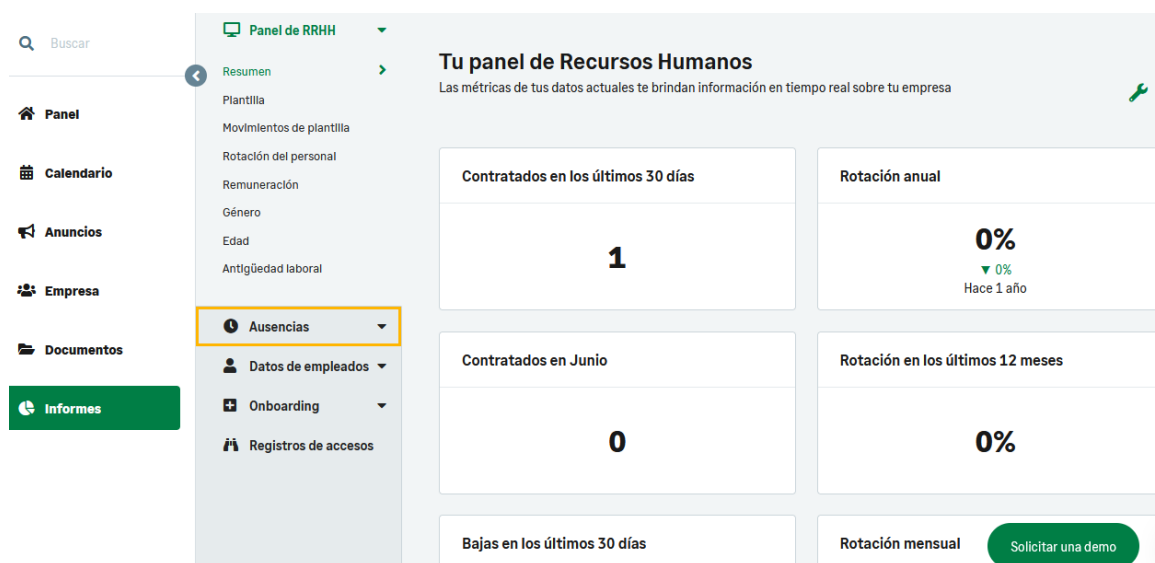 Buscar
Panel
Calendario
Anuncios
Empresa
Documentos
Informes
Panel de RRHH
Resumen
Plantilla
Movimientos de plantilla
Rotación del personal
Remuneración
Género
Edad
Antigüedad laboral
Ausencias
Datos de empleados
Onboarding
Registros de accesos
Tu panel de Recursos Humanos
Las métricas de tus datos actuales te brindan información en tiempo real sobre tu empresa
Contratados en los últimos 30 días
1
Rotación anual
0%
▼ 0%
Hace 1 año
Contratados en Junio
0
Rotación en los últimos 12 meses
0%
Bajas en los últimos 30 días
Rotación mensual
Solicitar una demo